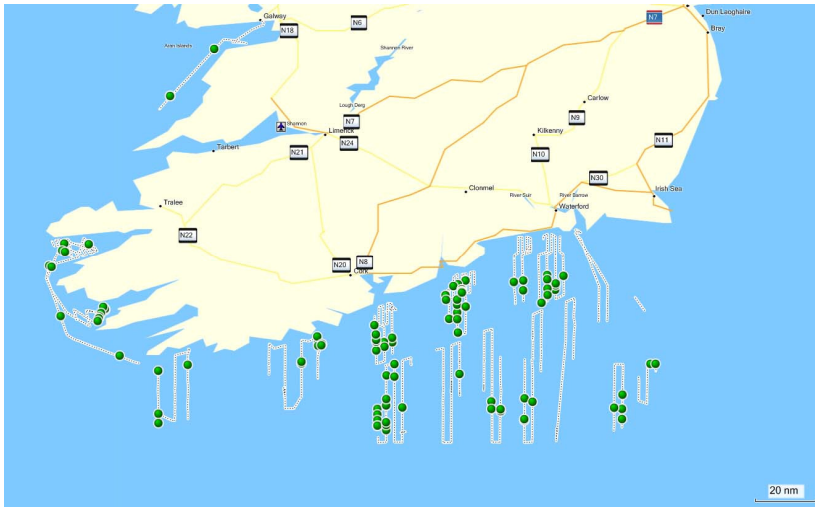 Galway
N6
N7
Dun Laoghaire
Bray
N18
Aran Islands
Shannon River
Lough Derg
Carlow
Shannon
N7
N9
Limerick
Kilkenny
N24
N11
Tarbert
N21
N10
N30
Clonmel
River Suir
River Barrow
Irish Sea
Tralee
Waterford
N22
N20
N8
Cork
20 nm